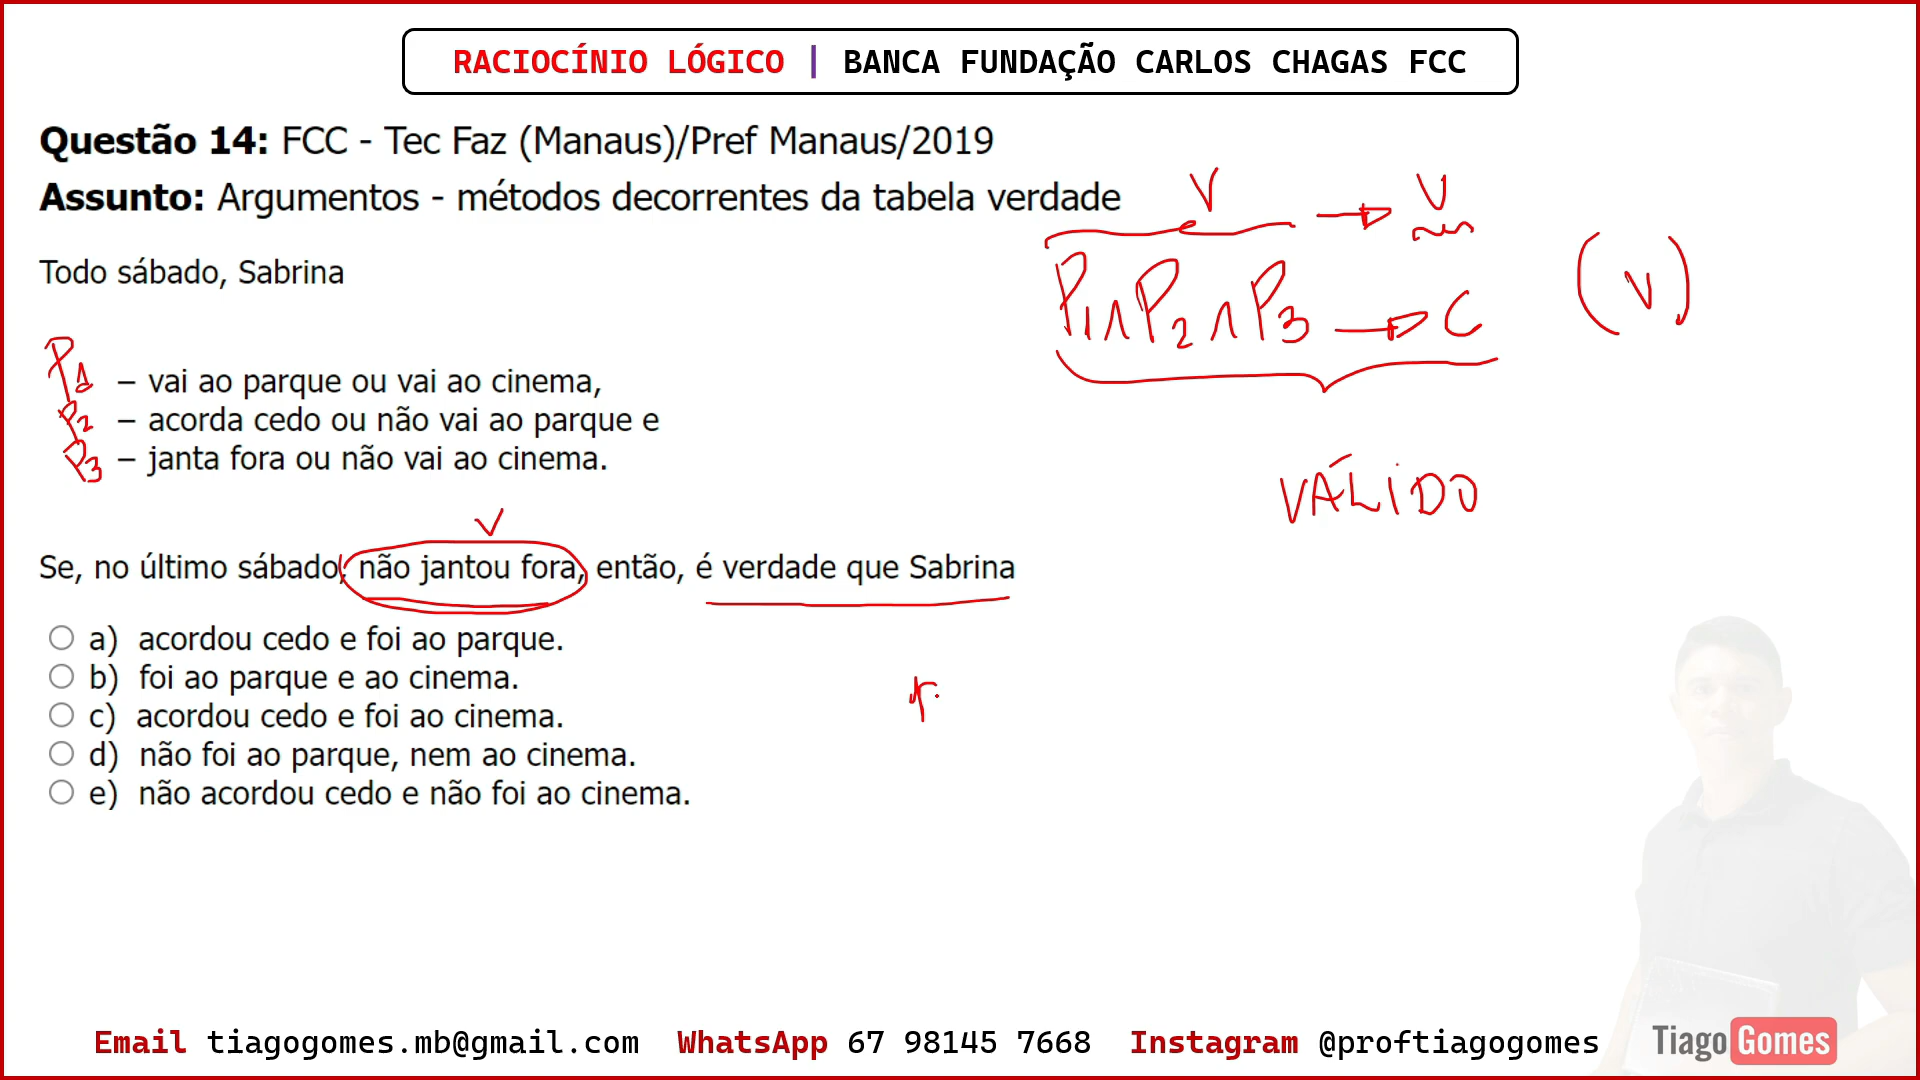 RACIOCÍNIO LÓGICO | BANCA FUNDAÇÃO CARLOS CHAGAS FCC
Questão 14: FCC - Tec Faz (Manaus)/Pref Manaus/2019
Assunto: Argumentos - métodos decorrentes da tabela verdade
V → V
Todo sábado, Sabrina
P1 ∧ P2 ∧ P3 → C (V)
P1 – vai ao parque ou vai ao cinema,
P2 – acorda cedo ou não vai ao parque e
P3 – janta fora ou não vai ao cinema.
VÁLIDO
V
Se, no último sábado, não jantou fora, então, é verdade que Sabrina
a) acordou cedo e foi ao parque.
b) foi ao parque e ao cinema.
c) acordou cedo e foi ao cinema.
d) não foi ao parque, nem ao cinema.
e) não acordou cedo e não foi ao cinema.
Email tiagogomes.mb@gmail.com WhatsApp 67 98145 7668 Instagram @proftiagogomes Tiago Gomes